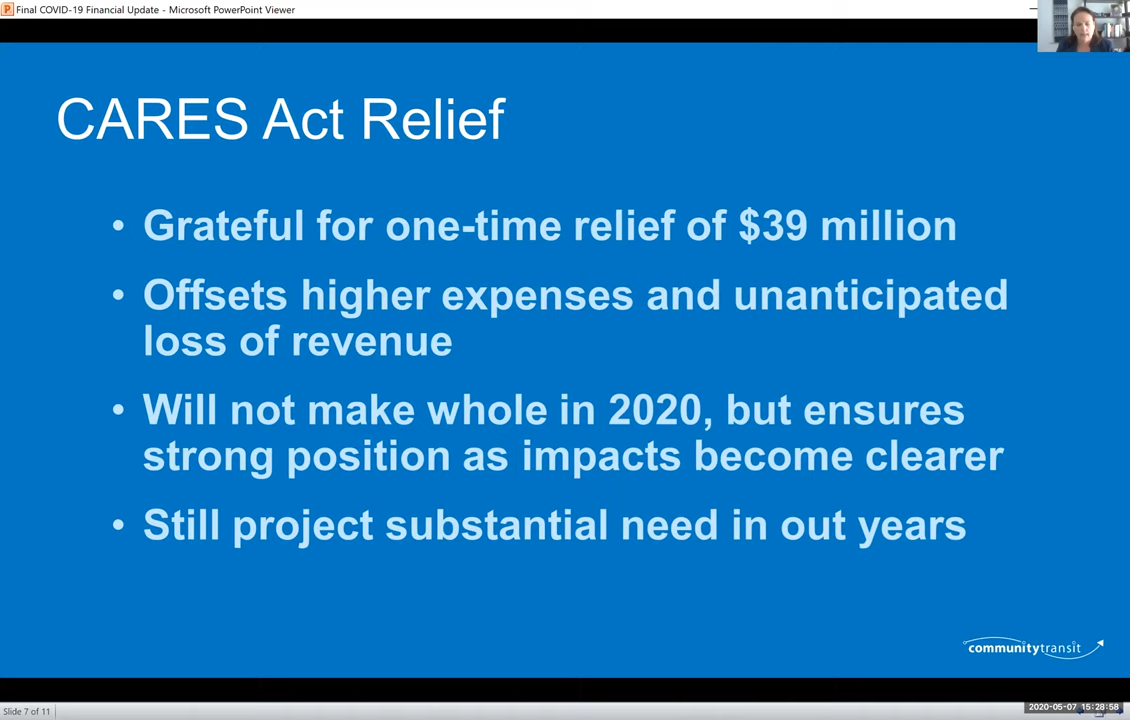 Final COVID-19 Financial Update - Microsoft PowerPoint Viewer
CARES Act Relief
• Grateful for one-time relief of $39 million
• Offsets higher expenses and unanticipated
loss of revenue
• Will not make whole in 2020, but ensures
strong position as impacts become clearer
• Still project substantial need in out years
communitytransit
Slide 7 of 11
2020-05-07 15:28:58